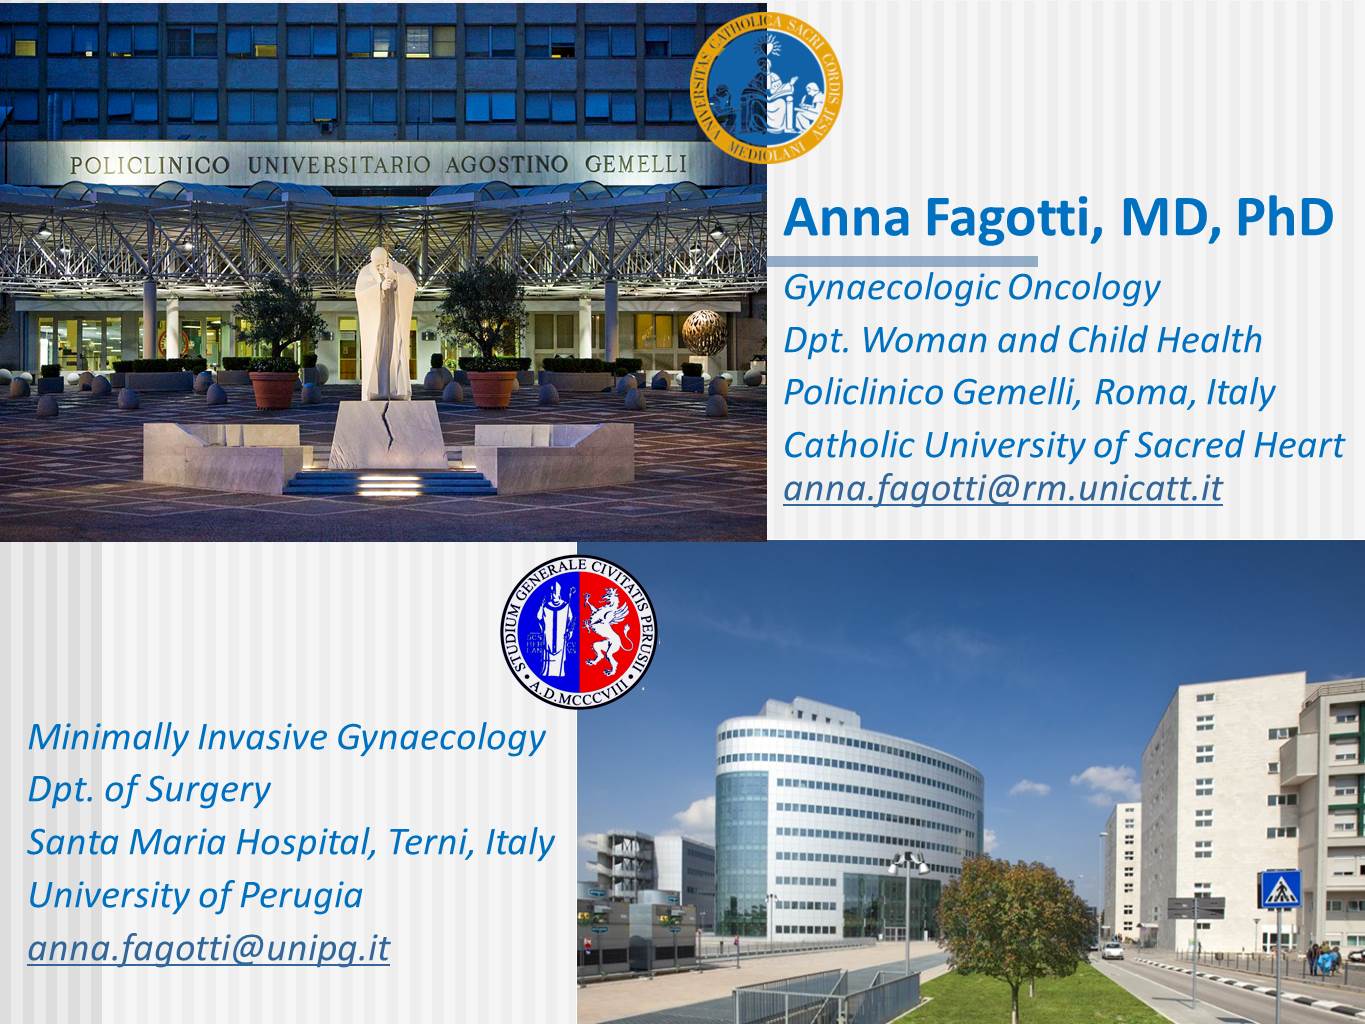 POLICLINICO UNIVERSITARIO AGOSTINO GEMELLI
UNIVERSITAS CATHOLICA SACRI CORDIS JESV MEDIOLANI
Anna Fagotti, MD, PhD
Gynaecologic Oncology
Dpt. Woman and Child Health
Policlinico Gemelli, Roma, Italy
Catholic University of Sacred Heart
anna.fagotti@rm.unicatt.it
STUDIUM GENERALE CIVITATIS PERUSII
• A.D.MCCCVIII •
Minimally Invasive Gynaecology
Dpt. of Surgery
Santa Maria Hospital, Terni, Italy
University of Perugia
anna.fagotti@unipg.it